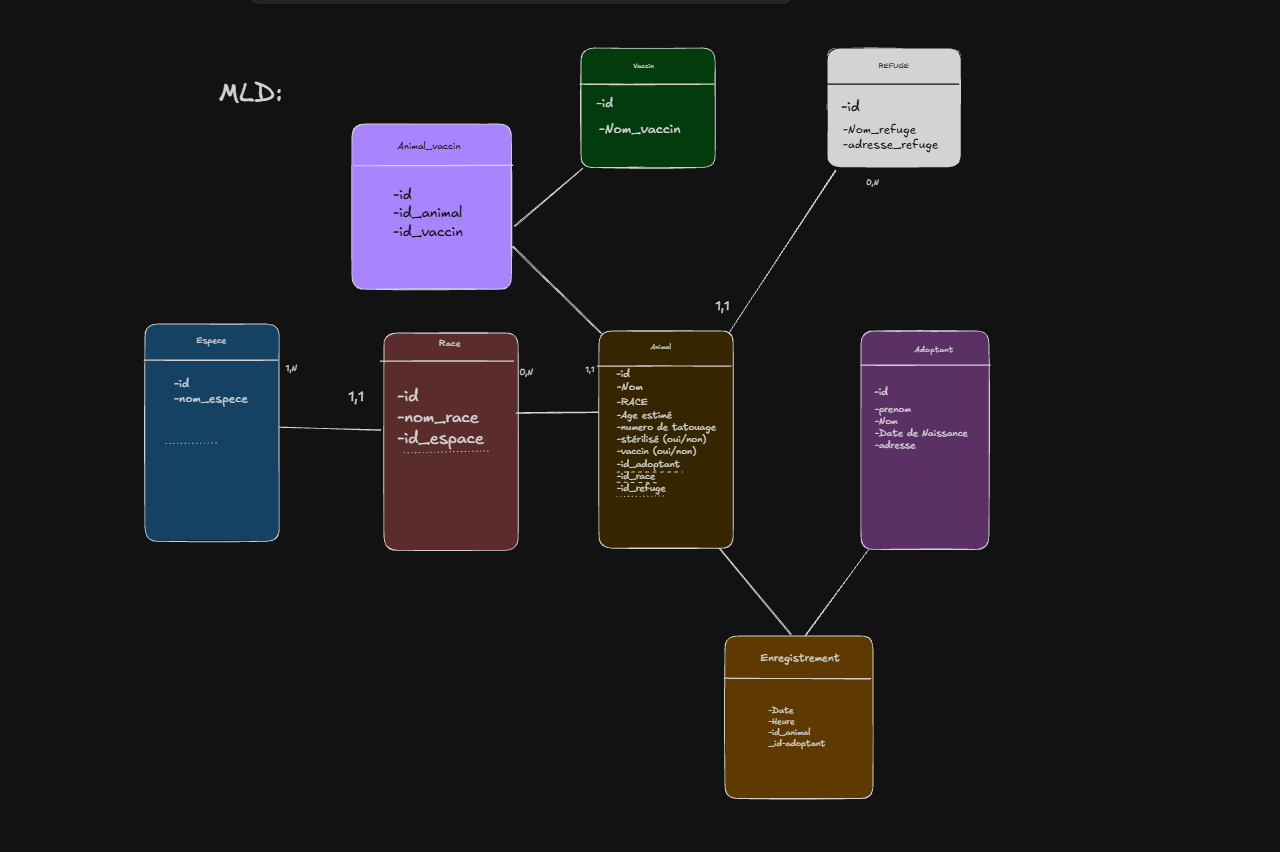 MLD:
Vaccin
-id
-Nom_vaccin
REFUGE
-id
-Nom_refuge
-adresse_refuge
0,N
Animal_vaccin
-id
-id_animal
-id_vaccin
1,1
Espece
-id
-nom_espece
1,N
1,1
Race
-id
-nom_race
-id_espace
0,N
1,1
Animal
-id
-Nom
-RACE
-Age estimé
-numero de tatouage
-stérilisé (oui/non)
-vaccin (oui/non)
-id_adoptant
-id_race
-id_refuge
Adoptant
-id
-prenom
-Nom
-Date de Naissance
-adresse
Enregistrement
-Date
-Heure
-id_animal
_id-adoptant